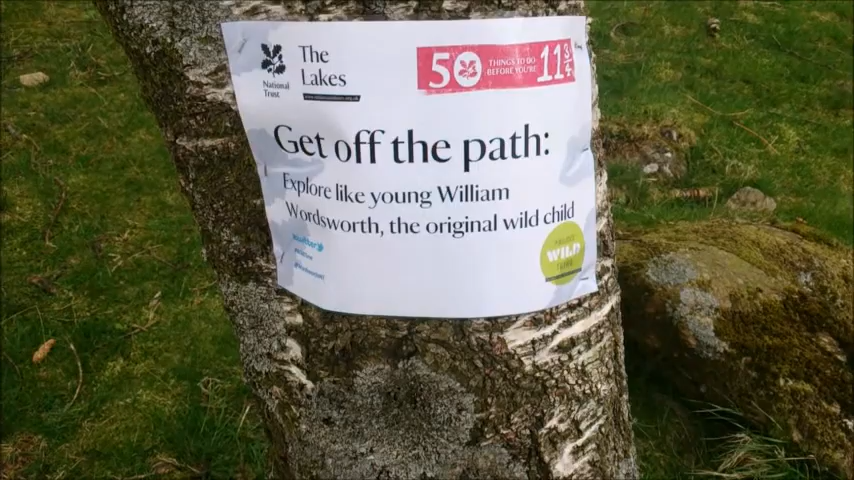 The
Lakes
National
Trust
50 THINGS TO DO
BEFORE YOU'RE 11¾
Get off the path:
Explore like young William
Wordsworth, the original wild child
WILD